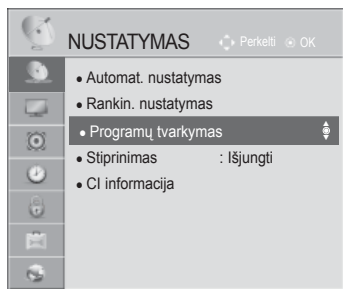 NUSTATYMAS Perkelti OK
• Automat. nustatymas
• Rankin. nustatymas
• Programų tvarkymas
• Stiprinimas : Išjungti
• CI informacija